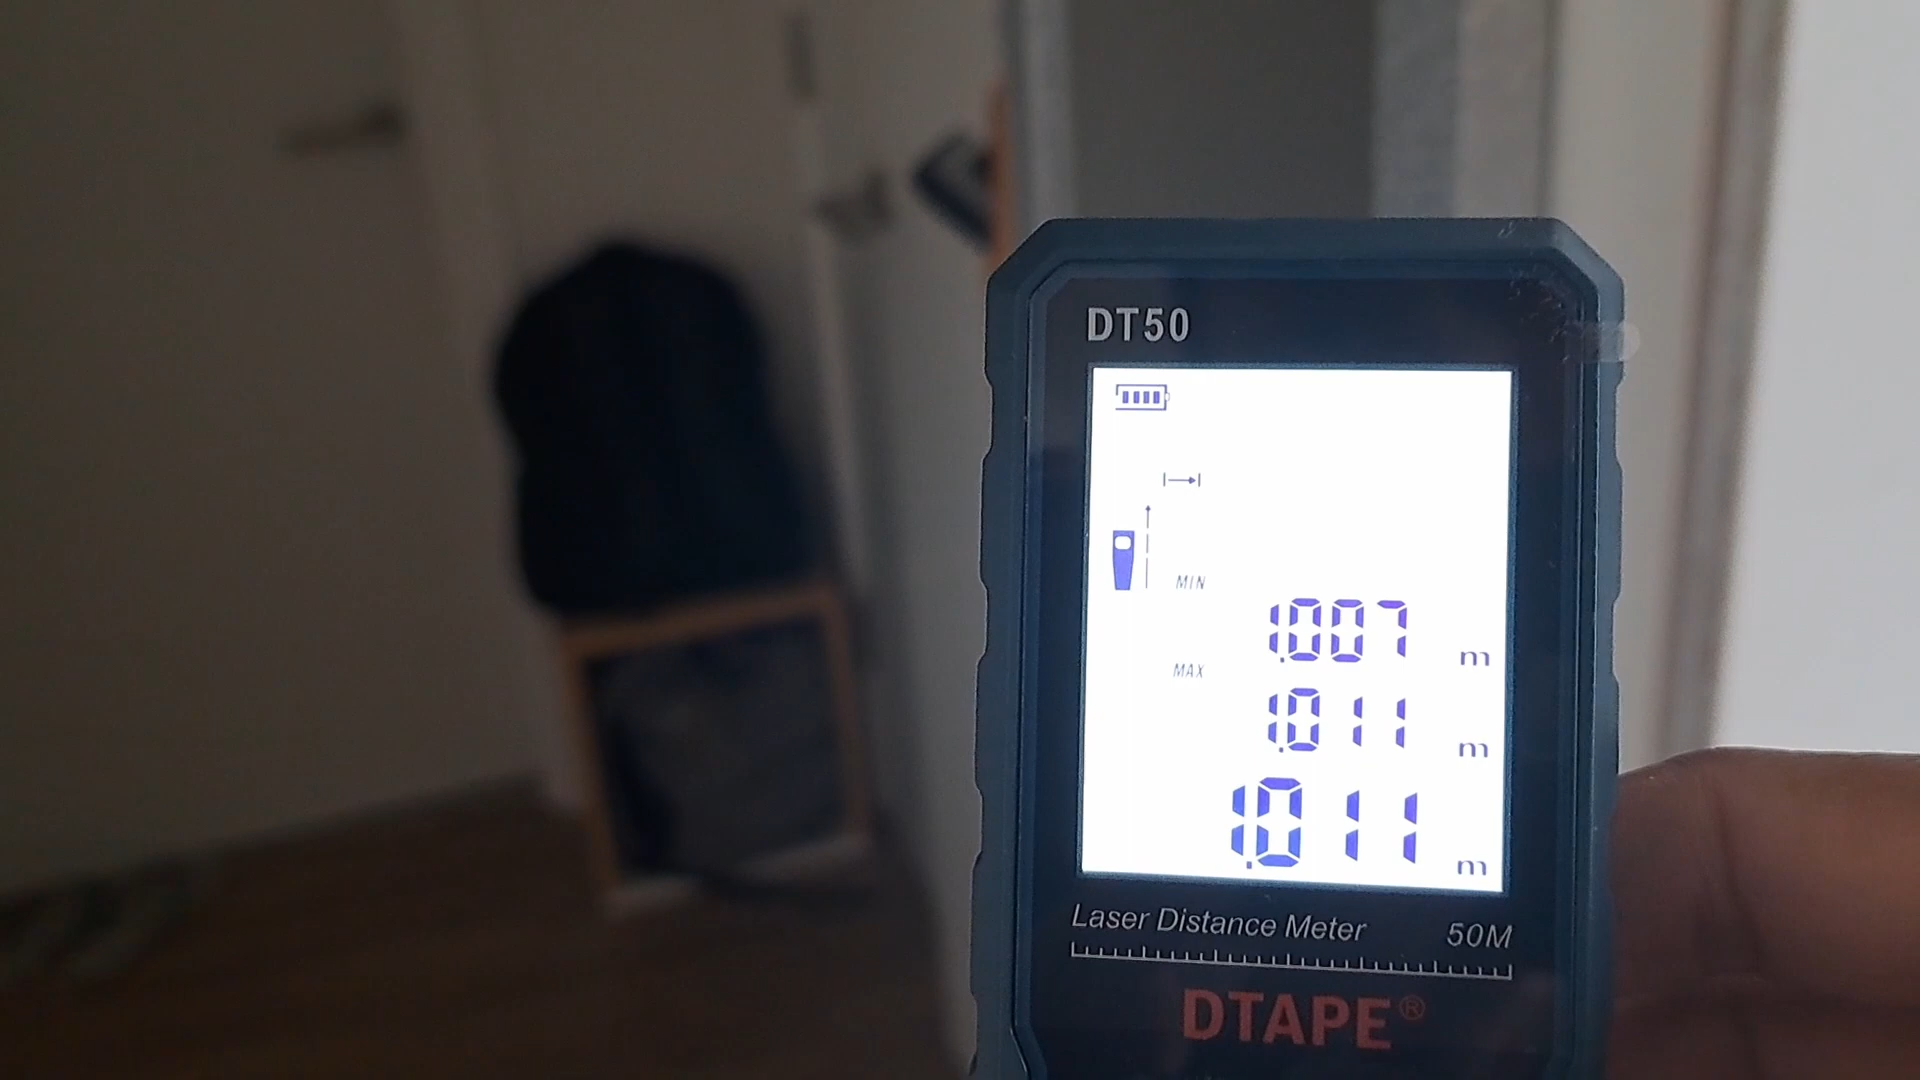 DT50
MIN
1.007 m
MAX
1.011 m
1.011 m
Laser Distance Meter 50M
DTAPE®